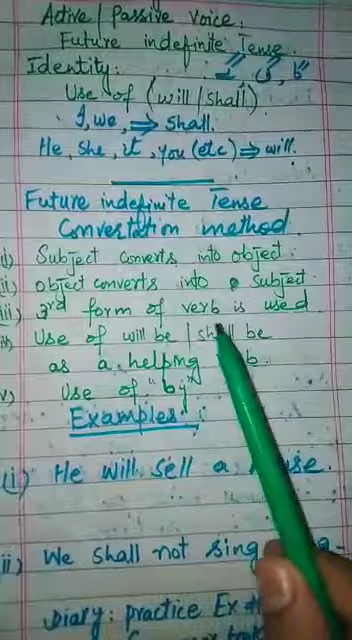 Active / Passive voice:
Future indefinite Tense
Identity:
Use of (will / shall)
I, we, ⇒ shall.
He, she, it, you (etc) ⇒ will.
Future indefinite Tense
Convertation method
i) Subject converts into object.
ii) object converts into Subject.
iii) 3rd form of verb is used
iv) Use of will be / shall be
as a helping
v) Use of "by"
Examples:
(i) He will sell a
ii) We shall not sing
Diary: practice Ex